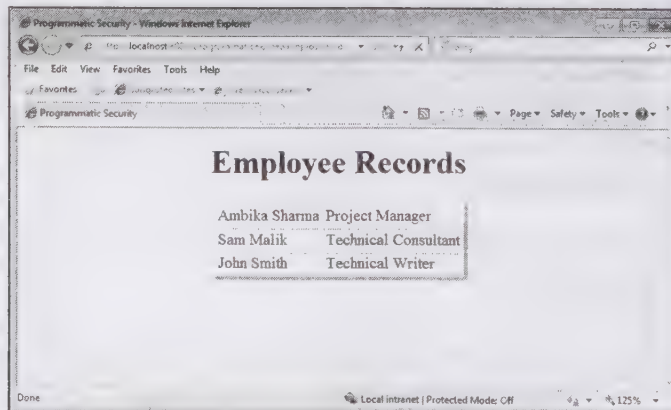 Programmatic Security - Windows Internet Explorer
localhost
File Edit View Favorites Tools Help
Favorites
Programmatic Security Page Safety Tools
Employee Records
Ambika Sharma Project Manager
Sam Malik Technical Consultant
John Smith Technical Writer
Done Local intranet | Protected Mode: Off 125%